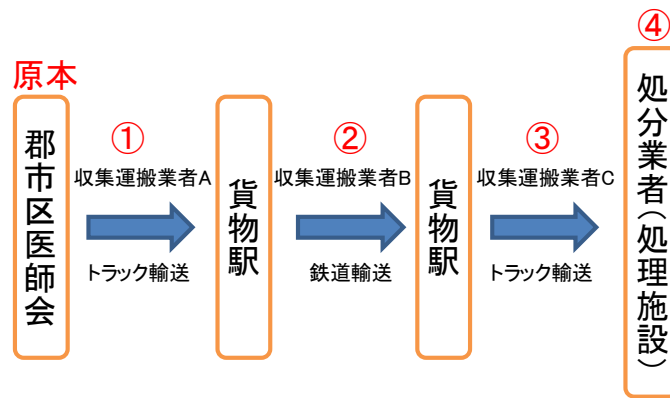 原本
郡市区医師会
①
収集運搬業者A
トラック輸送
貨物駅
②
収集運搬業者B
鉄道輸送
貨物駅
③
収集運搬業者C
トラック輸送
④
処分業者(処理施設)